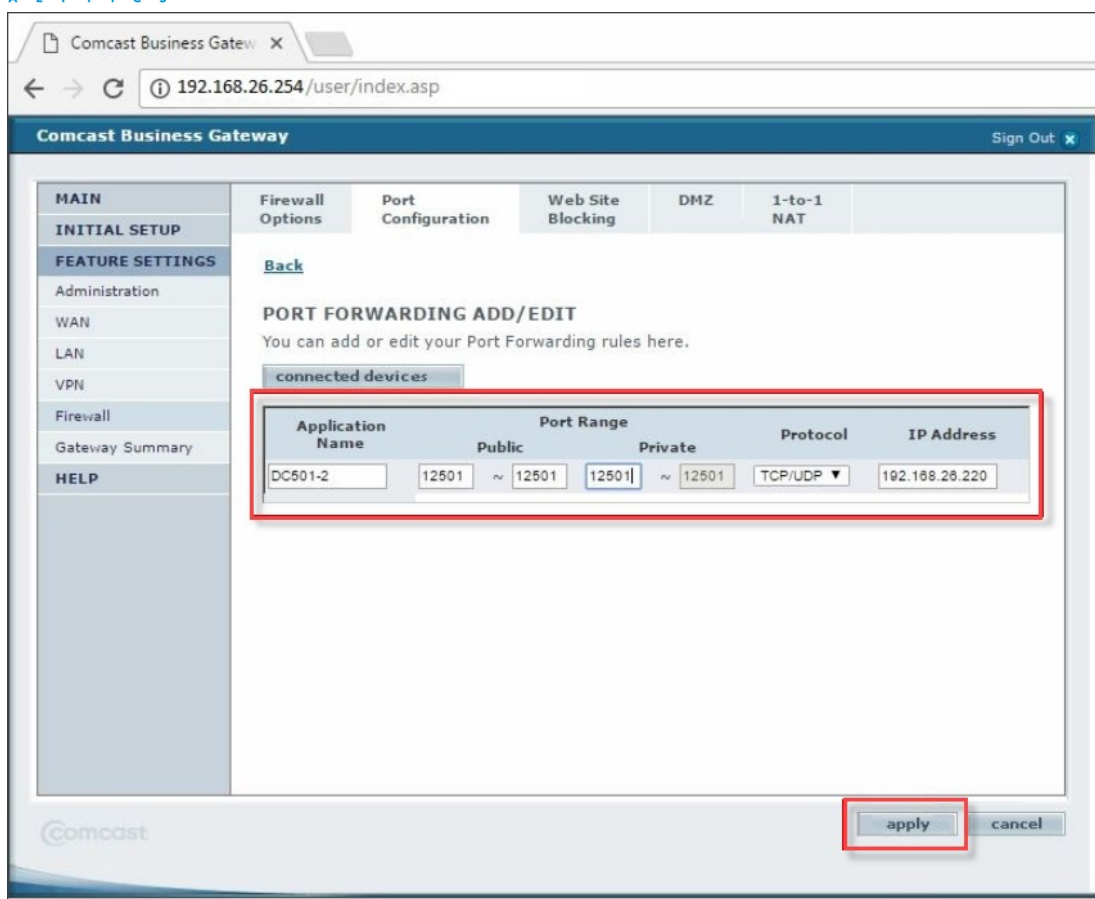 Comcast Business Gatew
192.168.26.254/user/index.asp
Comcast Business Gateway
Sign Out
MAIN
INITIAL SETUP
FEATURE SETTINGS
Administration
WAN
LAN
VPN
Firewall
Gateway Summary
HELP
Firewall Options
Port Configuration
Web Site Blocking
DMZ
1-to-1 NAT
Back
PORT FORWARDING ADD/EDIT
You can add or edit your Port Forwarding rules here.
connected devices
Application Name
Port Range
Public
Private
Protocol
IP Address
DC501-2 12501 ~ 12501 12501 ~ 12501 TCP/UDP 192.168.26.220
Comcast
apply
cancel